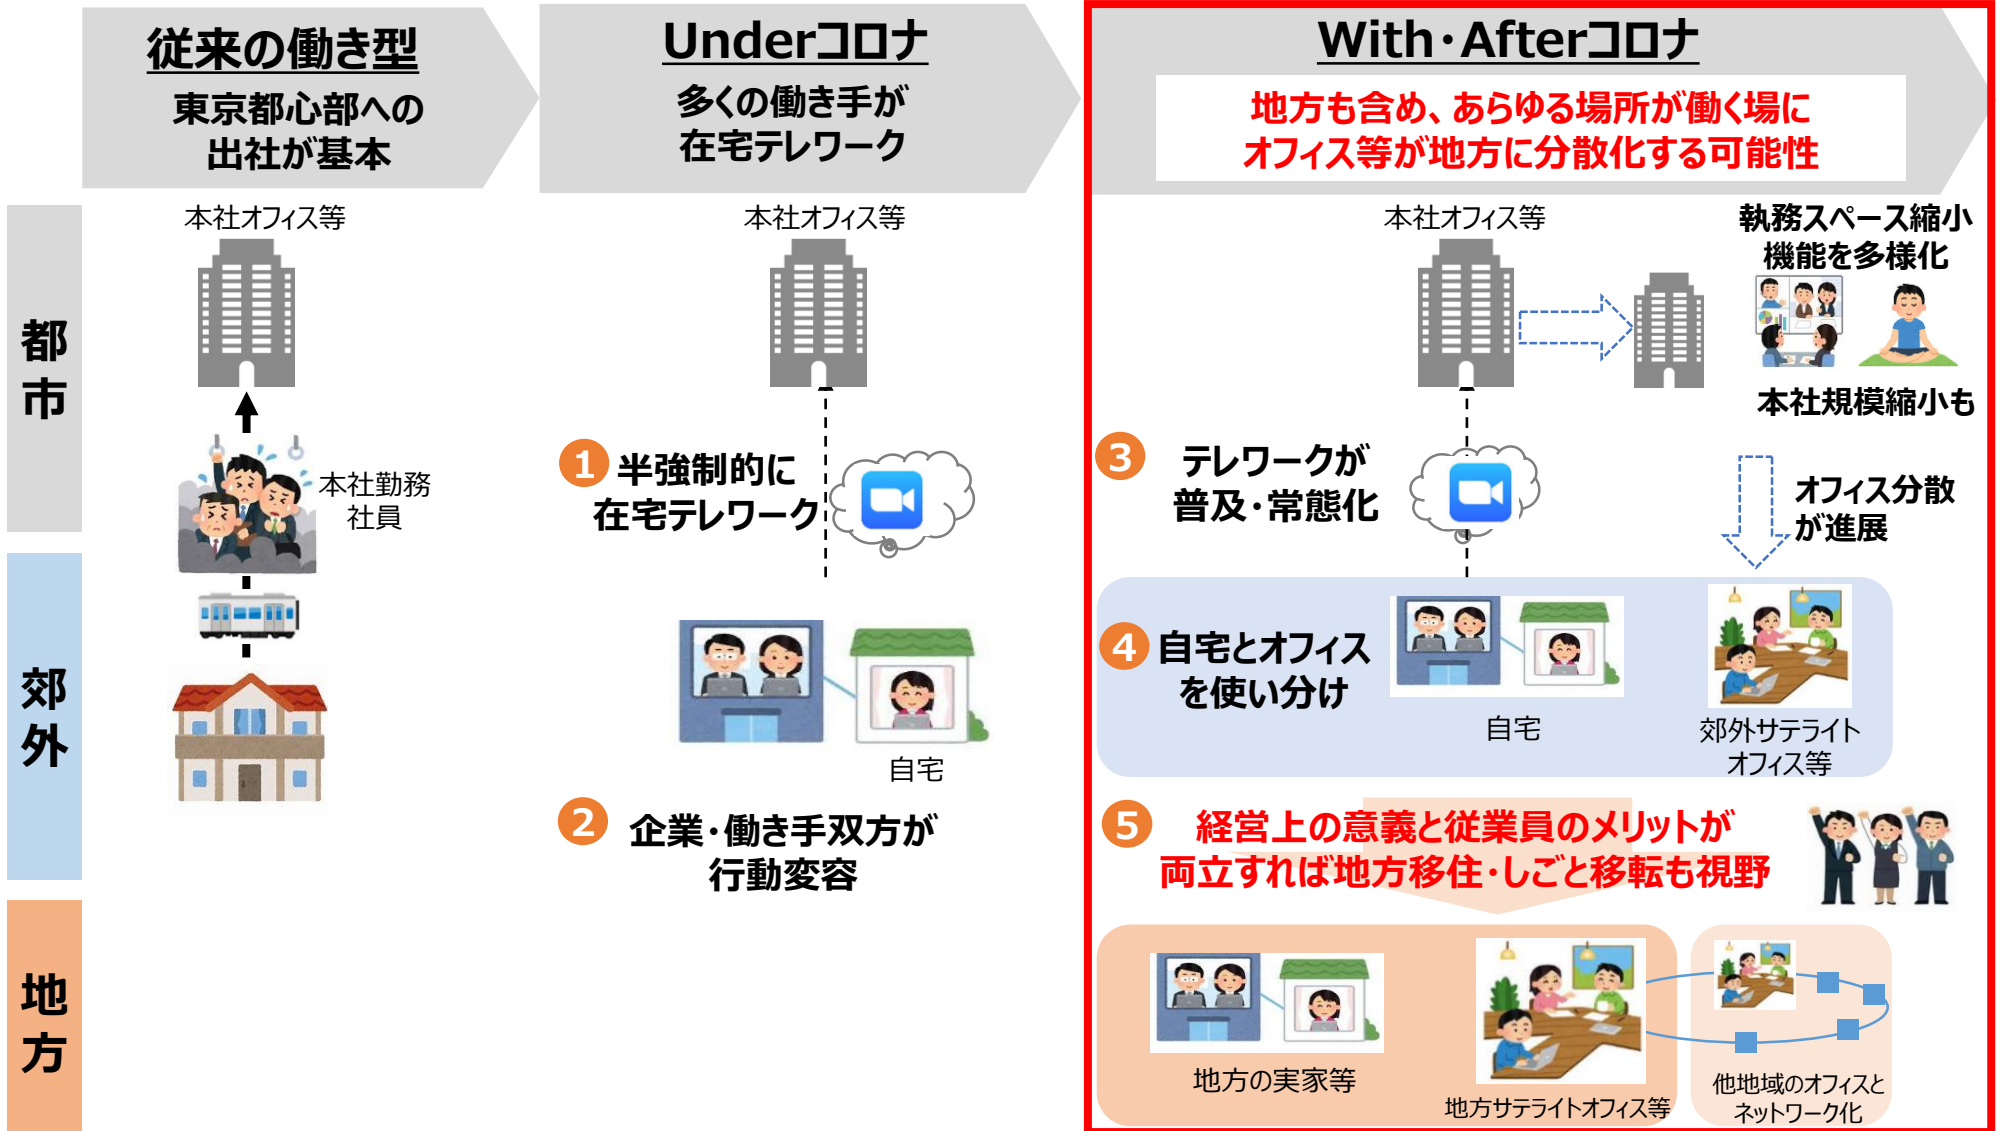 従来の働き型
東京都心部への
出社が基本
Underコロナ
多くの働き手が
在宅テレワーク
With・Afterコロナ
地方も含め、あらゆる場所が働く場に
オフィス等が地方に分散化する可能性
都市
郊外
地方
本社オフィス等
本社勤務
社員
本社オフィス等
1 半強制的に
在宅テレワーク
自宅
2 企業・働き手双方が
行動変容
本社オフィス等
執務スペース縮小
機能を多様化
本社規模縮小も
3 テレワークが
普及・常態化
オフィス分散
が進展
4 自宅とオフィス
を使い分け
自宅
郊外サテライト
オフィス等
5 経営上の意義と従業員のメリットが
両立すれば地方移住・しごと移転も視野
地方の実家等
地方サテライトオフィス等
他地域のオフィスと
ネットワーク化